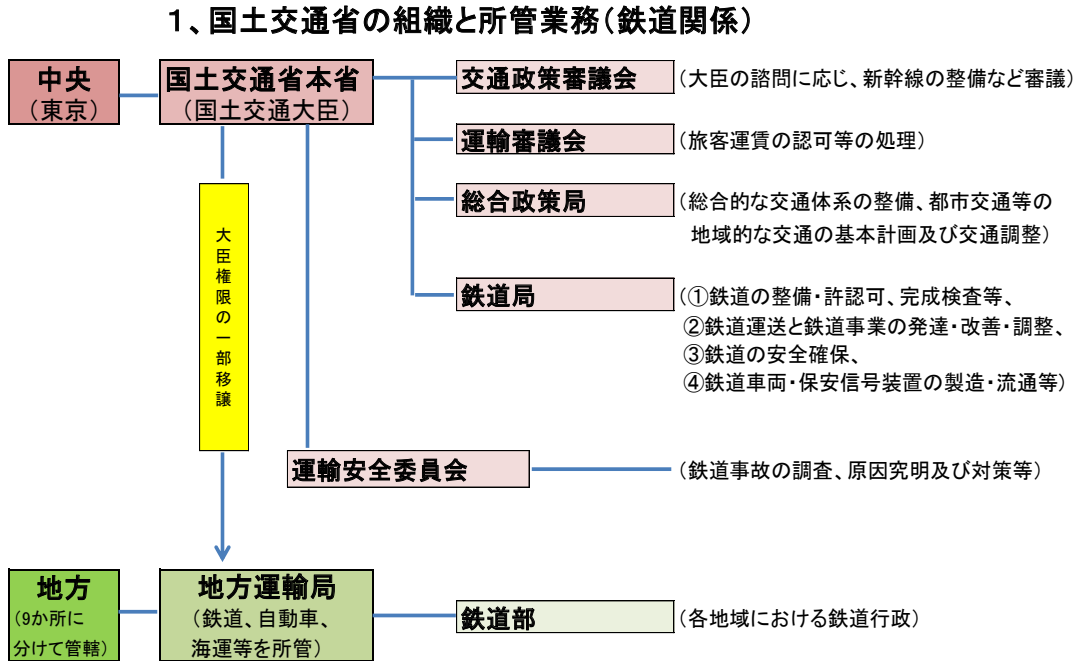 1、国土交通省の組織と所管業務(鉄道関係)
中央
(東京)
国土交通省本省
(国土交通大臣)
交通政策審議会
(大臣の諮問に応じ、新幹線の整備など審議)
運輸審議会
(旅客運賃の認可等の処理)
総合政策局
(総合的な交通体系の整備、都市交通等の
地域的な交通の基本計画及び交通調整)
大臣権限の一部移譲
鉄道局
(①鉄道の整備・許認可、完成検査等、
②鉄道運送と鉄道事業の発達・改善・調整、
③鉄道の安全確保、
④鉄道車両・保安信号装置の製造・流通等)
運輸安全委員会
(鉄道事故の調査、原因究明及び対策等)
地方
(9か所に
分けて管轄)
地方運輸局
(鉄道、自動車、
海運等を所管)
鉄道部
(各地域における鉄道行政)